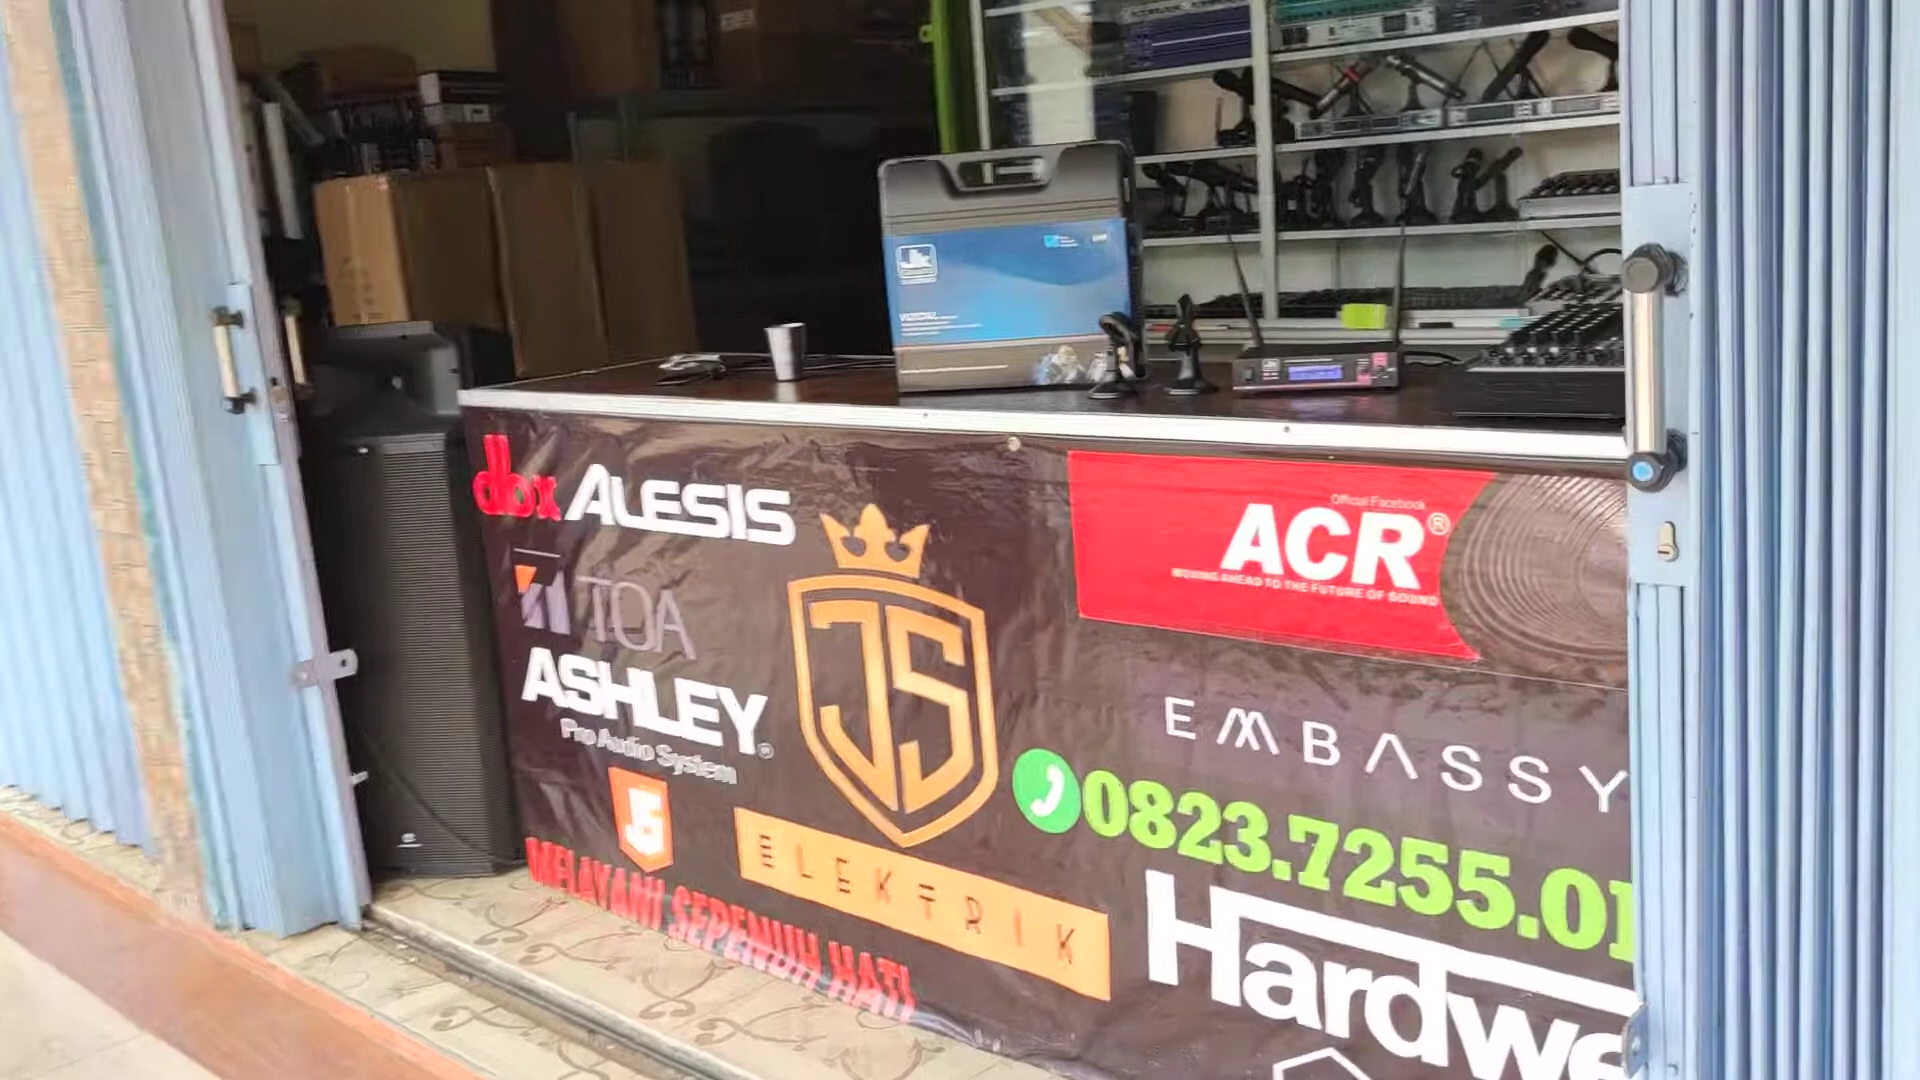 dbx ALESIS
TOA
ASHLEY®
Pro Audio System
JS
MELAYANI SEPENUH HATI
JS
ELEKTRIK
Official Facebook
ACR®
MOVING AHEAD TO THE FUTURE OF SOUND
EMBASSY
0823.7255.01
Hardwe